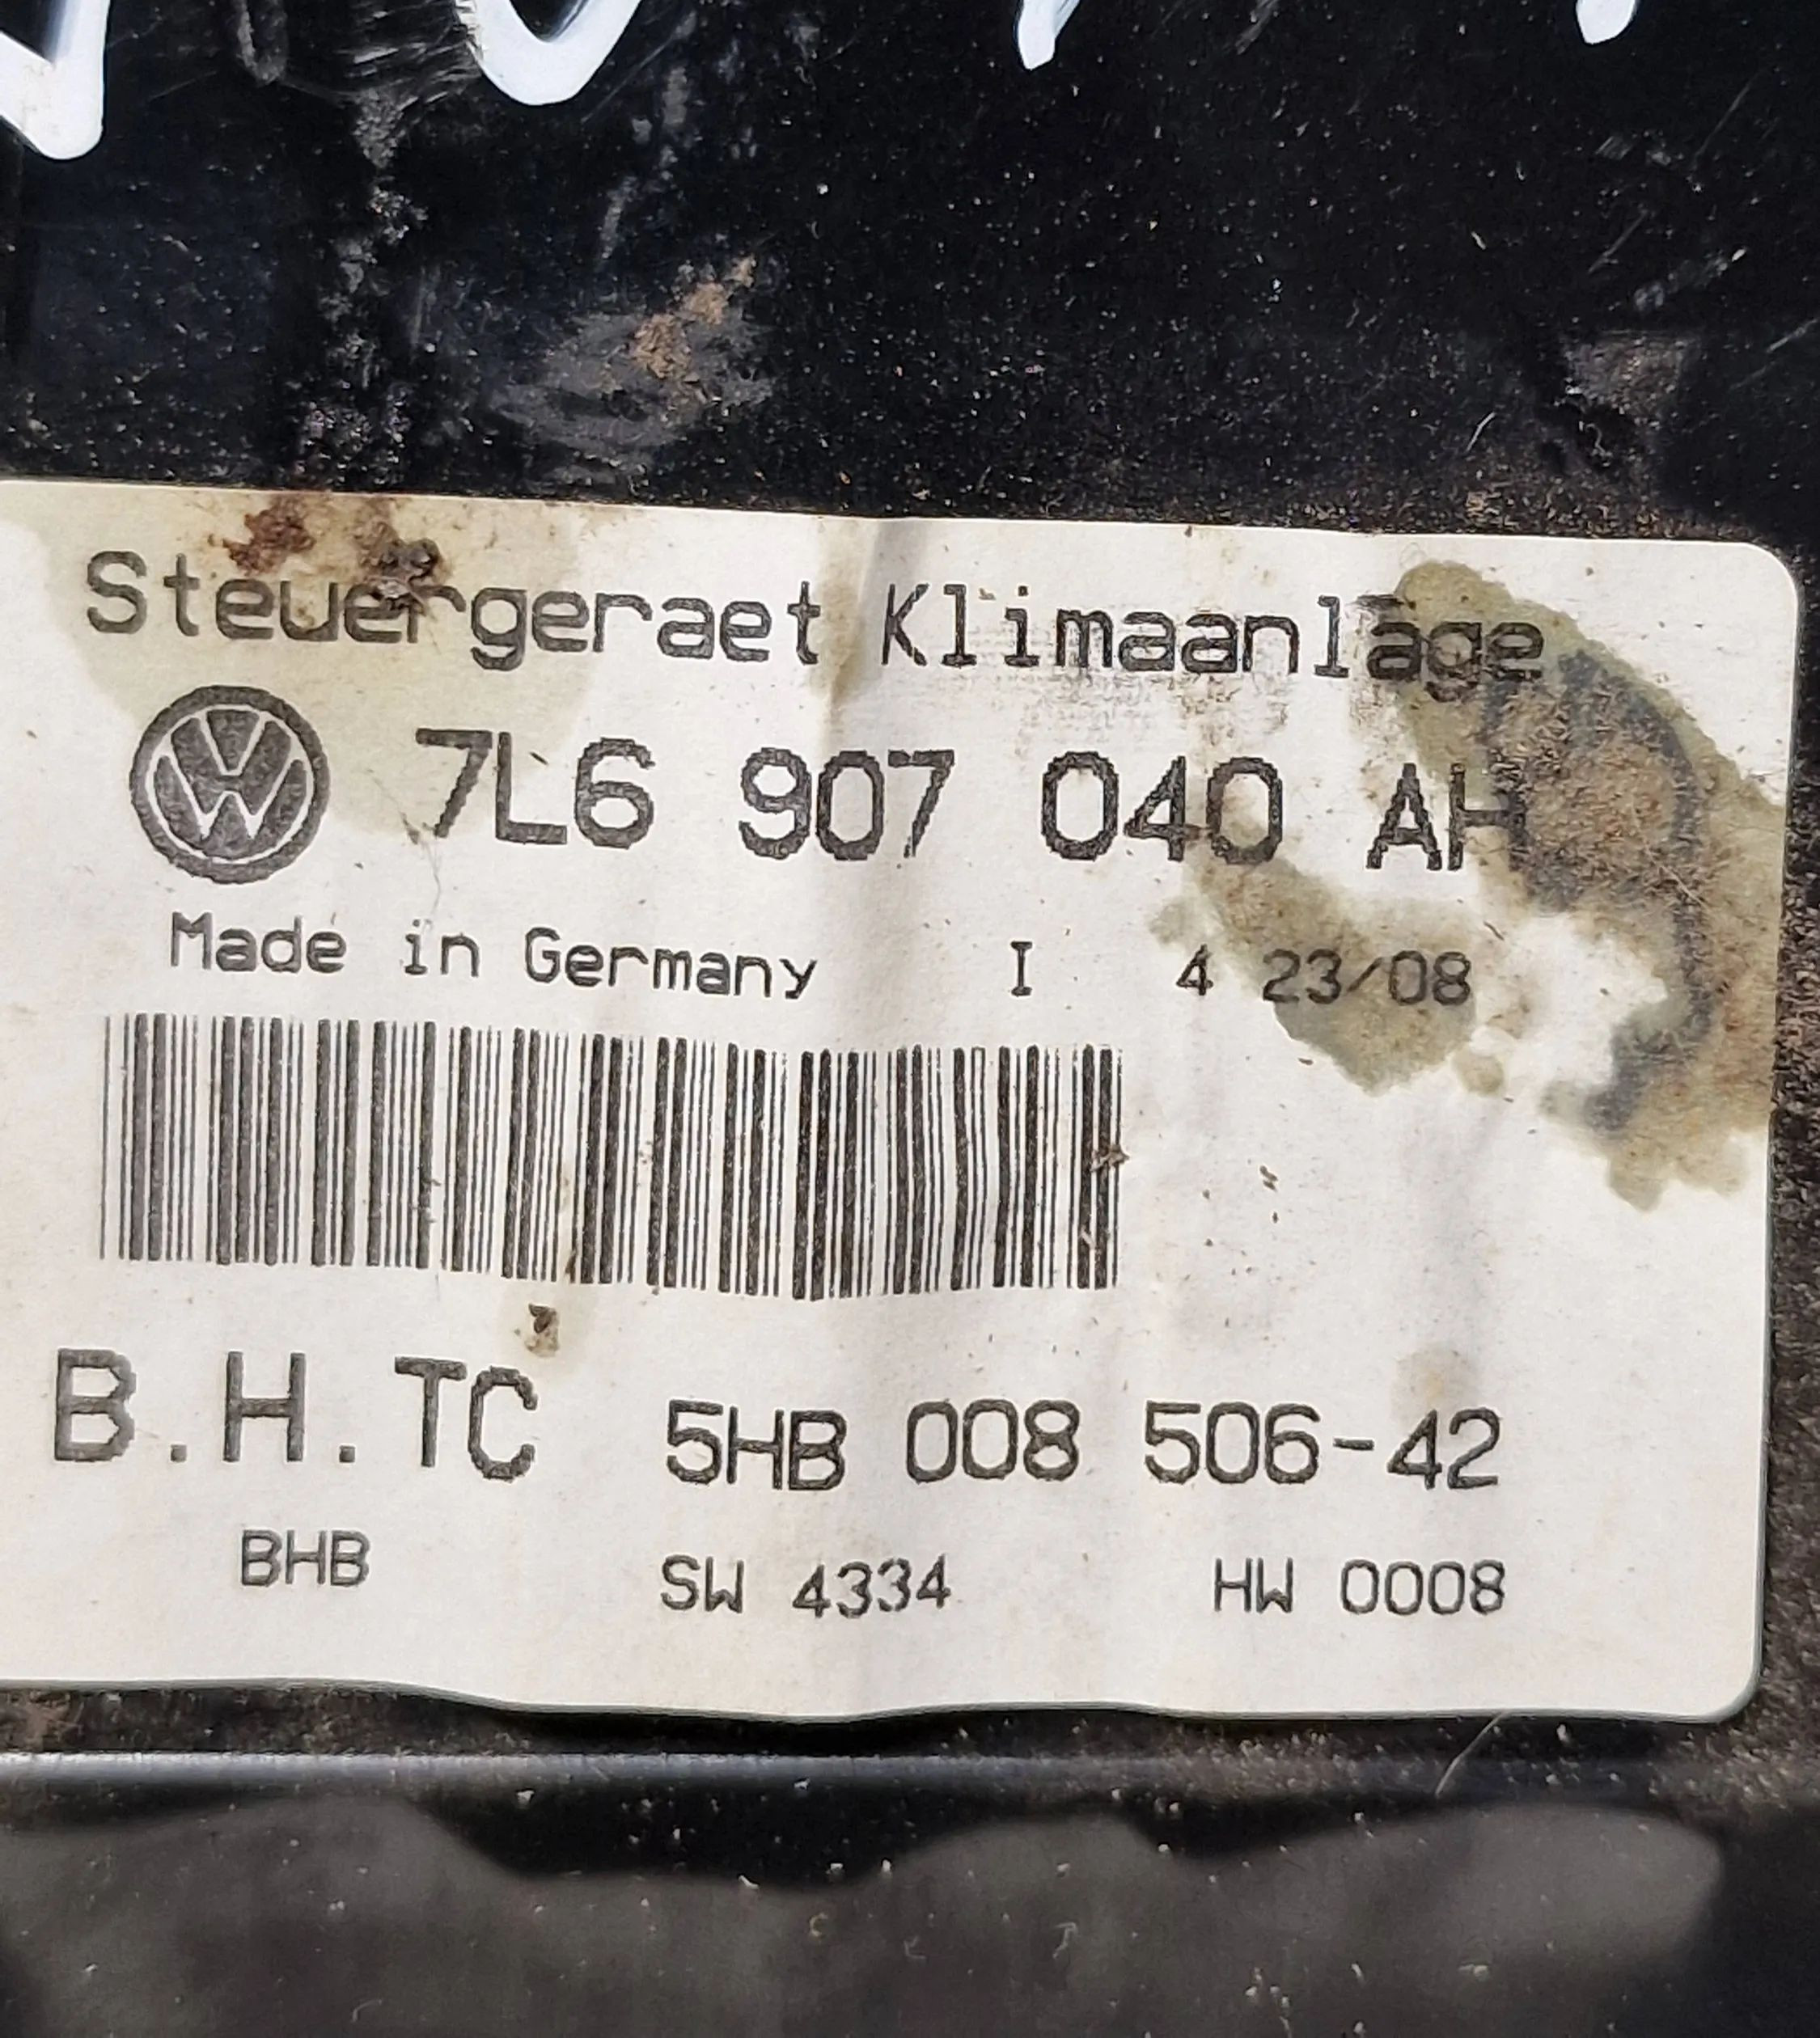 Steuergeraet Klimaanlage
7L6 907 040 AH
Made in Germany I 4 23/08
B.H.TC 5HB 008 506-42
BHB SW 4334 HW 0008